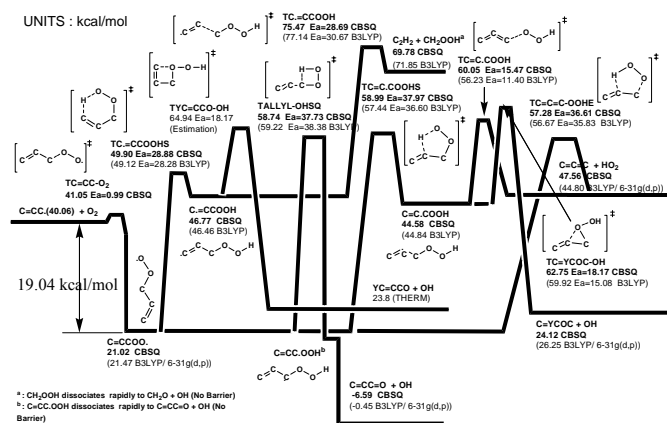 UNITS : kcal/mol
TC.=CCOOH
75.47 Ea=28.69 CBSQ
(77.14 Ea=30.67 B3LYP)
C₂H₂ + CH₂OOHᵃ
69.78 CBSQ
(71.85 B3LYP)
TC=C.COOH
60.05 Ea=15.47 CBSQ
(56.23 Ea=11.40 B3LYP)
TYC=CCO-OH
64.94 Ea=18.17
(Estimation)
TALLYL-OHSQ
58.74 Ea=37.73 CBSQ
(59.22 Ea=38.38 B3LYP)
TC=C.COOHS
58.99 Ea=37.97 CBSQ
(57.44 Ea=36.60 B3LYP)
TC=C=C-OOHE
57.28 Ea=36.61 CBSQ
(56.67 Ea=35.83 B3LYP)
TC=CCOOHS
49.90 Ea=28.88 CBSQ
(49.12 Ea=28.28 B3LYP)
TC=CC-O₂
41.05 Ea=0.99 CBSQ
C=CC.(40.06) + O₂
C.=CCOOH
46.77 CBSQ
(46.46 B3LYP)
C=C.COOH
44.58 CBSQ
(44.84 B3LYP)
C=C=C + HO₂
47.56 CBSQ
(44.80 B3LYP/ 6-31g(d,p))
TC=YCOC-OH
62.75 Ea=18.17 CBSQ
(59.92 Ea=15.08 B3LYP)
19.04 kcal/mol
YC=CCO + OH
23.8 (THERM)
C=CCOO.
21.02 CBSQ
(21.47 B3LYP/ 6-31g(d,p))
C=YCOC + OH
24.12 CBSQ
(26.25 B3LYP/ 6-31g(d,p))
C=CC.OOHᵇ
C=CC=O + OH
-6.59 CBSQ
(-0.45 B3LYP/ 6-31g(d,p))
ᵃ : CH₂OOH dissociates rapidly to CH₂O + OH (No Barrier)
ᵇ : C=CC.OOH dissociates rapidly to C=CC=O + OH (No
Barrier)